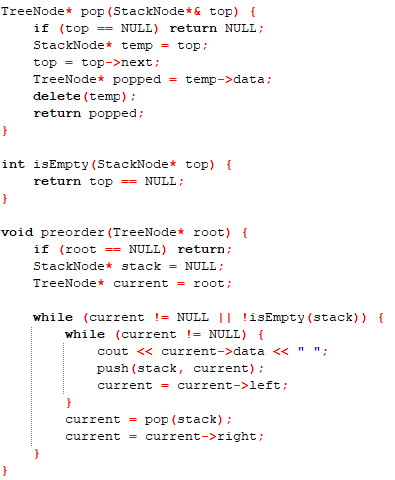 TreeNode* pop(StackNode*& top) {
    if (top == NULL) return NULL;
    StackNode* temp = top;
    top = top->next;
    TreeNode* popped = temp->data;
    delete(temp);
    return popped;
}

int isEmpty(StackNode* top) {
    return top == NULL;
}

void preorder(TreeNode* root) {
    if (root == NULL) return;
    StackNode* stack = NULL;
    TreeNode* current = root;

    while (current != NULL || !isEmpty(stack)) {
        while (current != NULL) {
            cout << current->data << " ";
            push(stack, current);
            current = current->left;
        }
        current = pop(stack);
        current = current->right;
    }
}